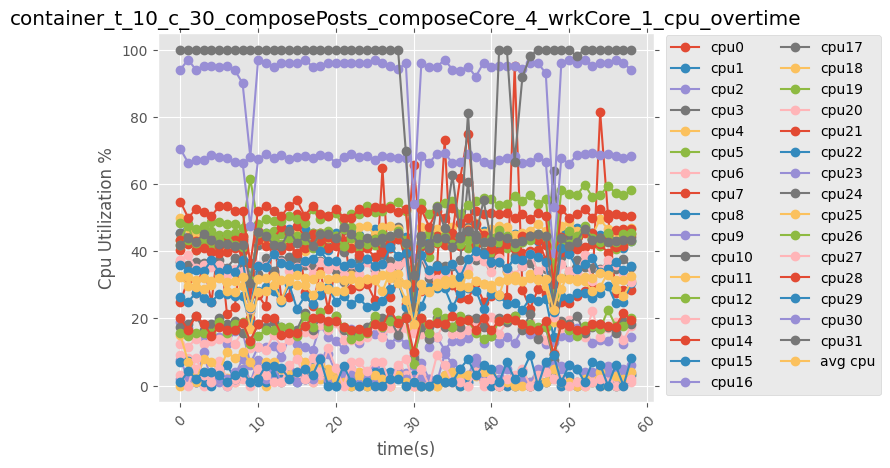 container_t_10_c_30_composePosts_composeCore_4_wrkCore_1_cpu_overtime
Cpu Utilization %
100
80
60
40
20
0
0
10
20
30
40
50
60
time(s)
cpu0
cpu1
cpu2
cpu3
cpu4
cpu5
cpu6
cpu7
cpu8
cpu9
cpu10
cpu11
cpu12
cpu13
cpu14
cpu15
cpu16
cpu17
cpu18
cpu19
cpu20
cpu21
cpu22
cpu23
cpu24
cpu25
cpu26
cpu27
cpu28
cpu29
cpu30
cpu31
avg cpu